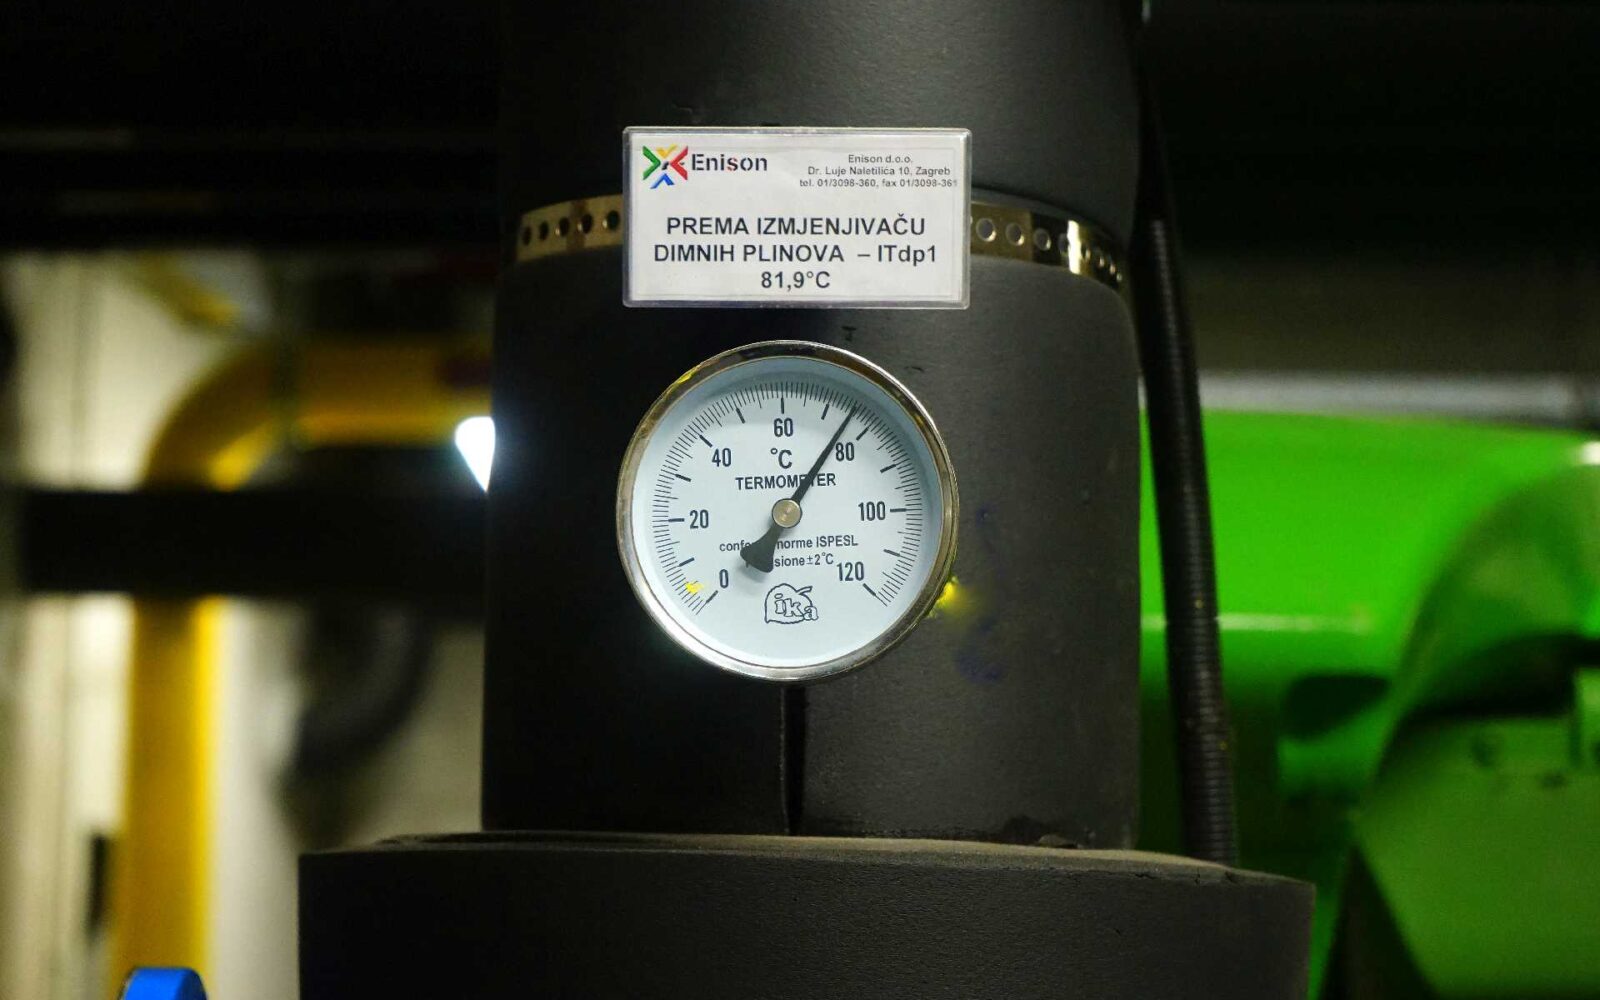 Enison
Enison d.o.o.
Dr. Luje Naletilića 10, Zagreb
tel. 01/3098-360, fax 01/3098-361
PREMA IZMJENJIVAČU
DIMNIH PLINOVA – ITdp1
81,9°C
60
40
80
°C
TERMOMETER
20
100
norme ISPESL
±2°C
0
120
ika